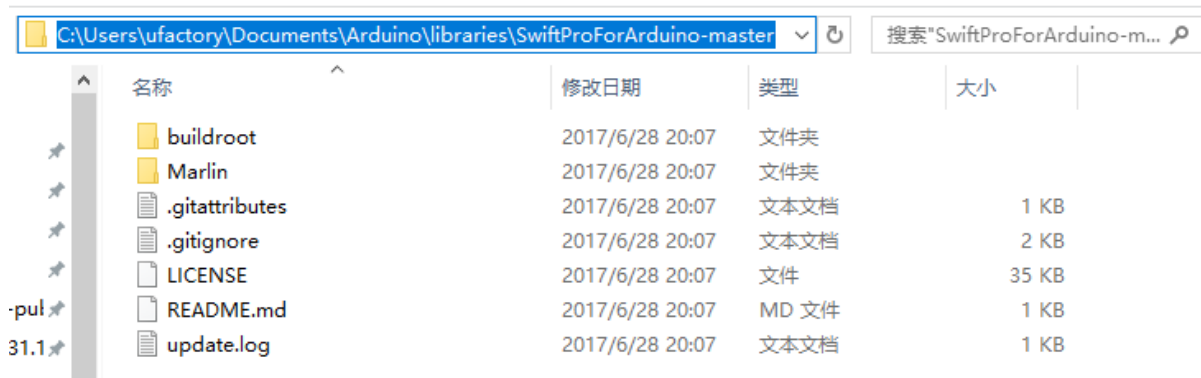 C:\Users\ufactory\Documents\Arduino\libraries\SwiftProForArduino-master 搜索"SwiftProForArduino-m...
名称 修改日期 类型 大小
buildroot 2017/6/28 20:07 文件夹
Marlin 2017/6/28 20:07 文件夹
.gitattributes 2017/6/28 20:07 文本文档 1 KB
.gitignore 2017/6/28 20:07 文本文档 2 KB
LICENSE 2017/6/28 20:07 文件 35 KB
-pul README.md 2017/6/28 20:07 MD 文件 1 KB
31.1 update.log 2017/6/28 20:07 文本文档 1 KB